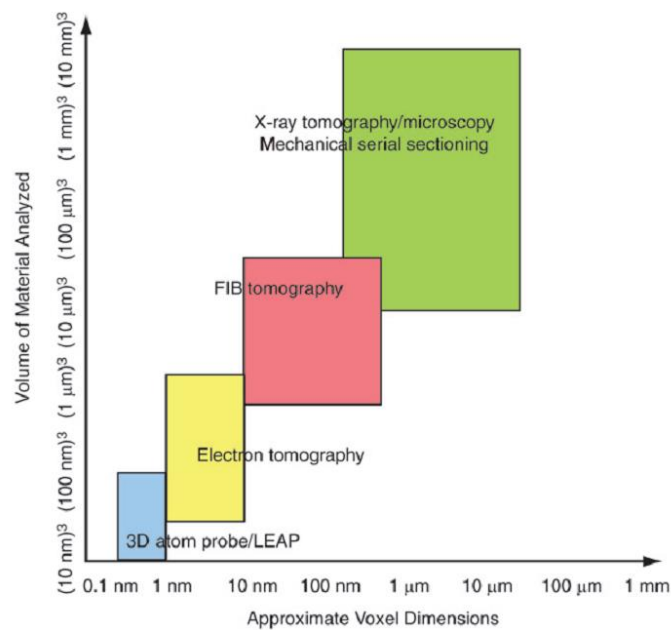 (10 mm)³
(1 mm)³
(100 μm)³
(10 μm)³
(1 μm)³
(100 nm)³
(10 nm)³
Volume of Material Analyzed
X-ray tomography/microscopy
Mechanical serial sectioning
FIB tomography
Electron tomography
3D atom probe/LEAP
0.1 nm 1 nm 10 nm 100 nm 1 μm 10 μm 100 μm 1 mm
Approximate Voxel Dimensions